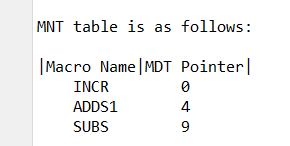 MNT table is as follows:
|Macro Name|MDT Pointer|
INCR 0
ADDS1 4
SUBS 9